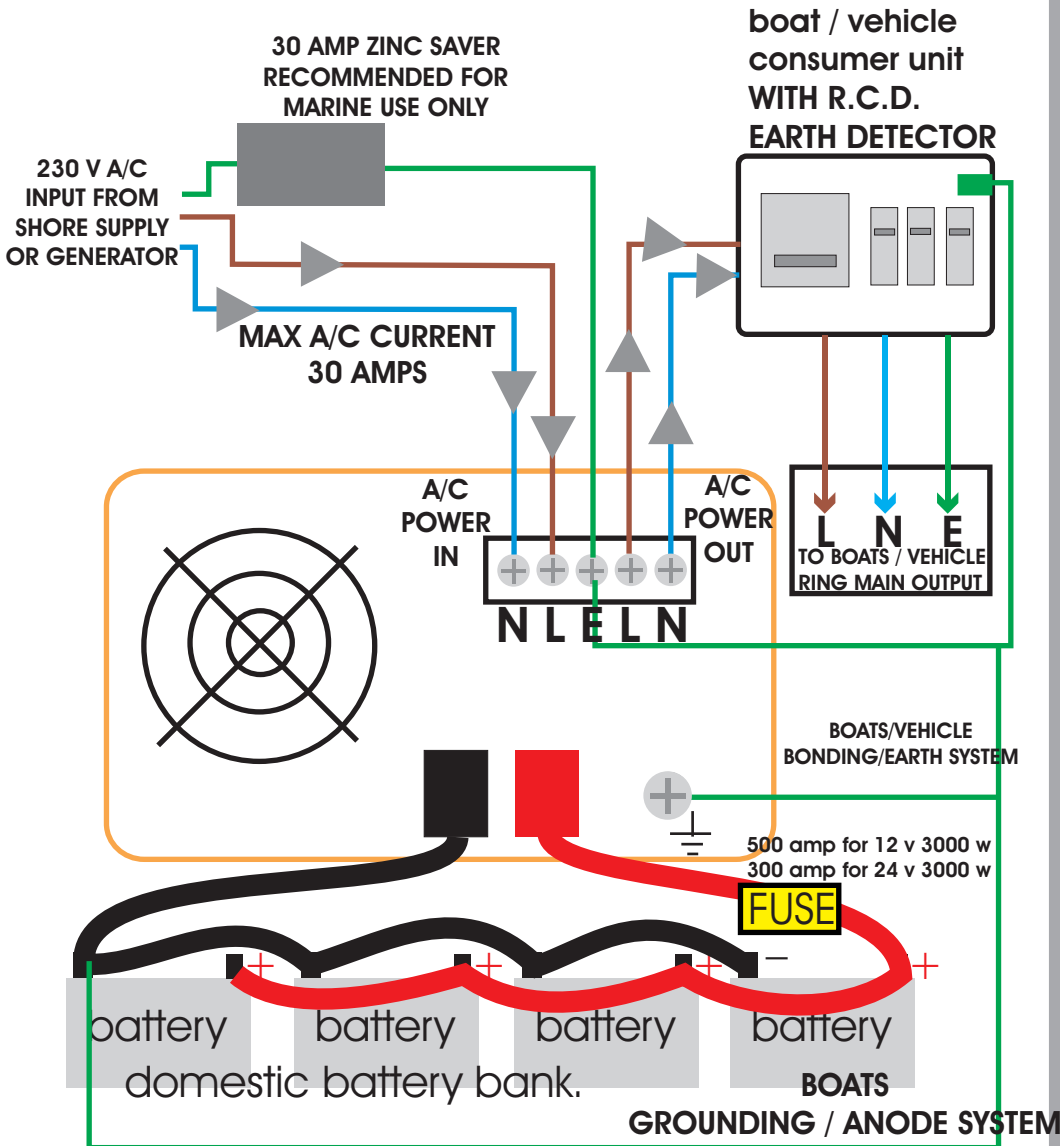 boat / vehicle
consumer unit
WITH R.C.D.
EARTH DETECTOR
30 AMP ZINC SAVER
RECOMMENDED FOR
MARINE USE ONLY
230 V A/C
INPUT FROM
SHORE SUPPLY
OR GENERATOR
MAX A/C CURRENT
30 AMPS
A/C
POWER
IN
A/C
POWER
OUT
L N E
TO BOATS / VEHICLE
RING MAIN OUTPUT
N L E L N
BOATS/VEHICLE
BONDING/EARTH SYSTEM
500 amp for 12 v 3000 w
300 amp for 24 v 3000 w
FUSE
+ + + − +
battery battery battery battery
domestic battery bank.
BOATS
GROUNDING / ANODE SYSTEM